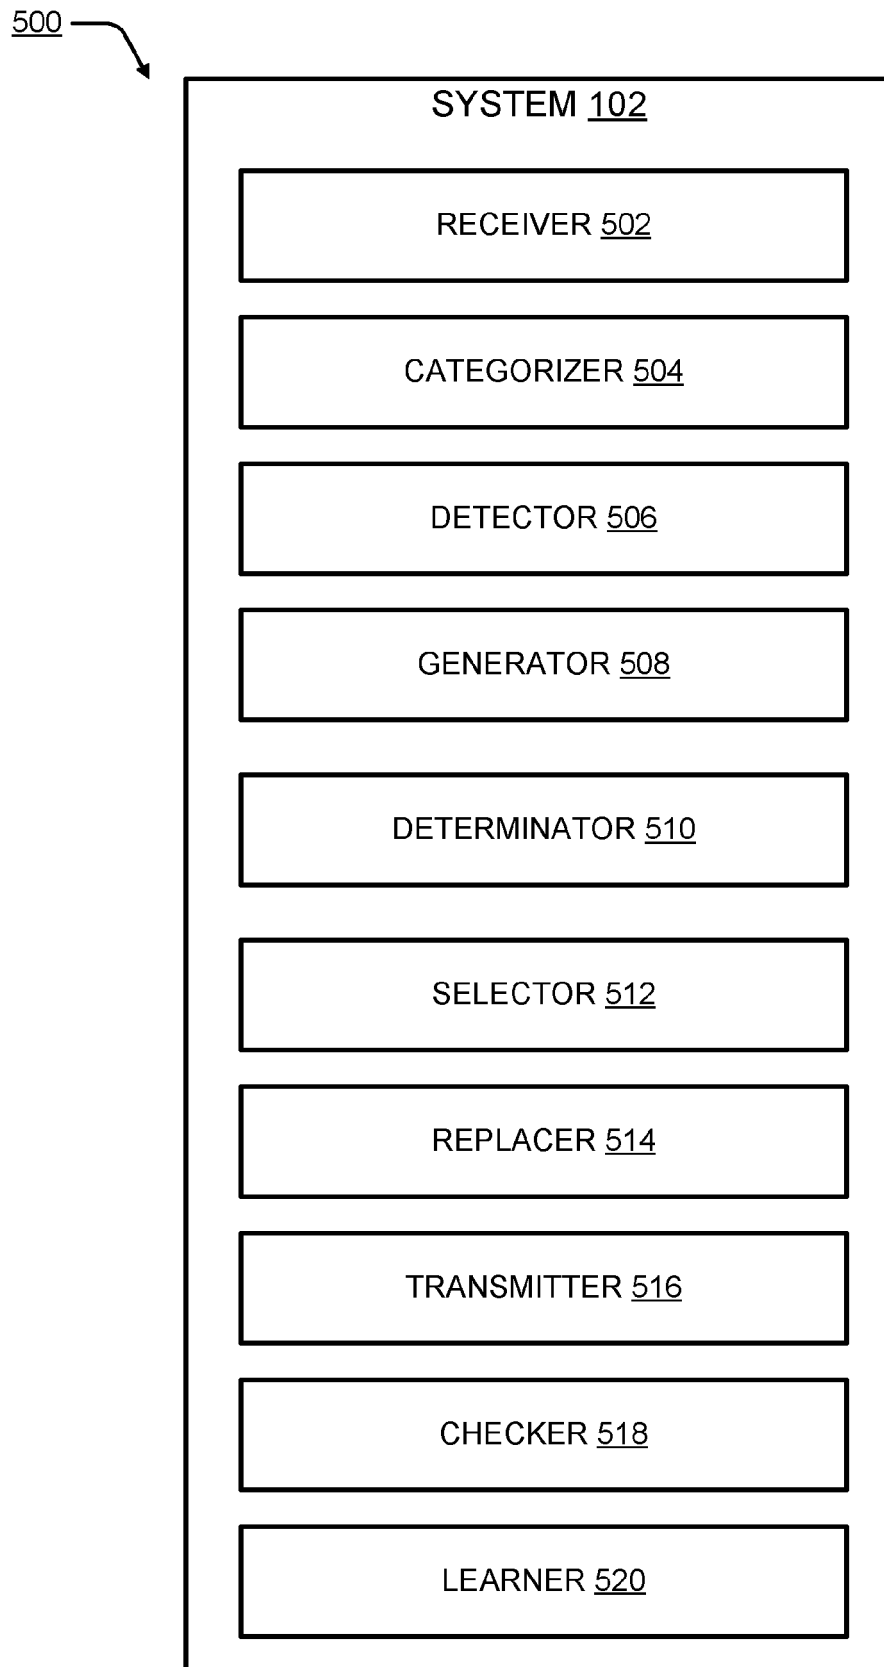 500
SYSTEM 102
RECEIVER 502
CATEGORIZER 504
DETECTOR 506
GENERATOR 508
DETERMINATOR 510
SELECTOR 512
REPLACER 514
TRANSMITTER 516
CHECKER 518
LEARNER 520